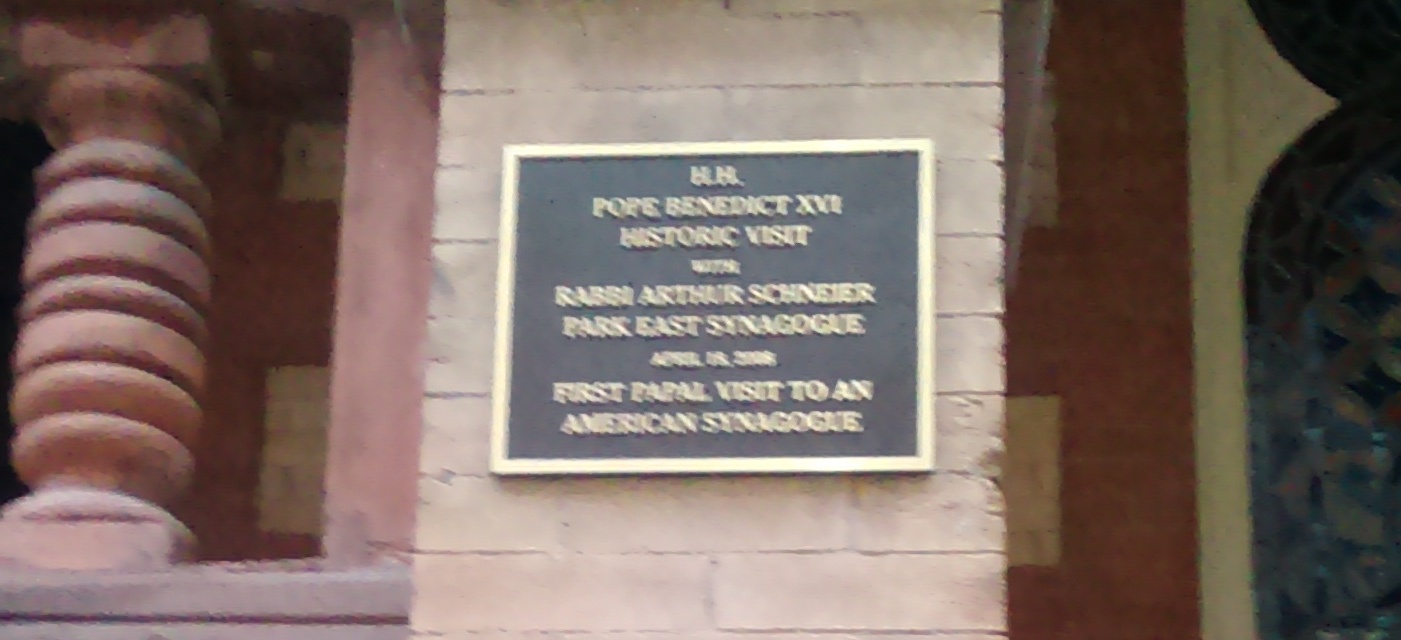 H.H.
POPE BENEDICT XVI
HISTORIC VISIT
WITH
RABBI ARTHUR SCHNEIER
PARK EAST SYNAGOGUE
APRIL 18, 2008
FIRST PAPAL VISIT TO AN
AMERICAN SYNAGOGUE